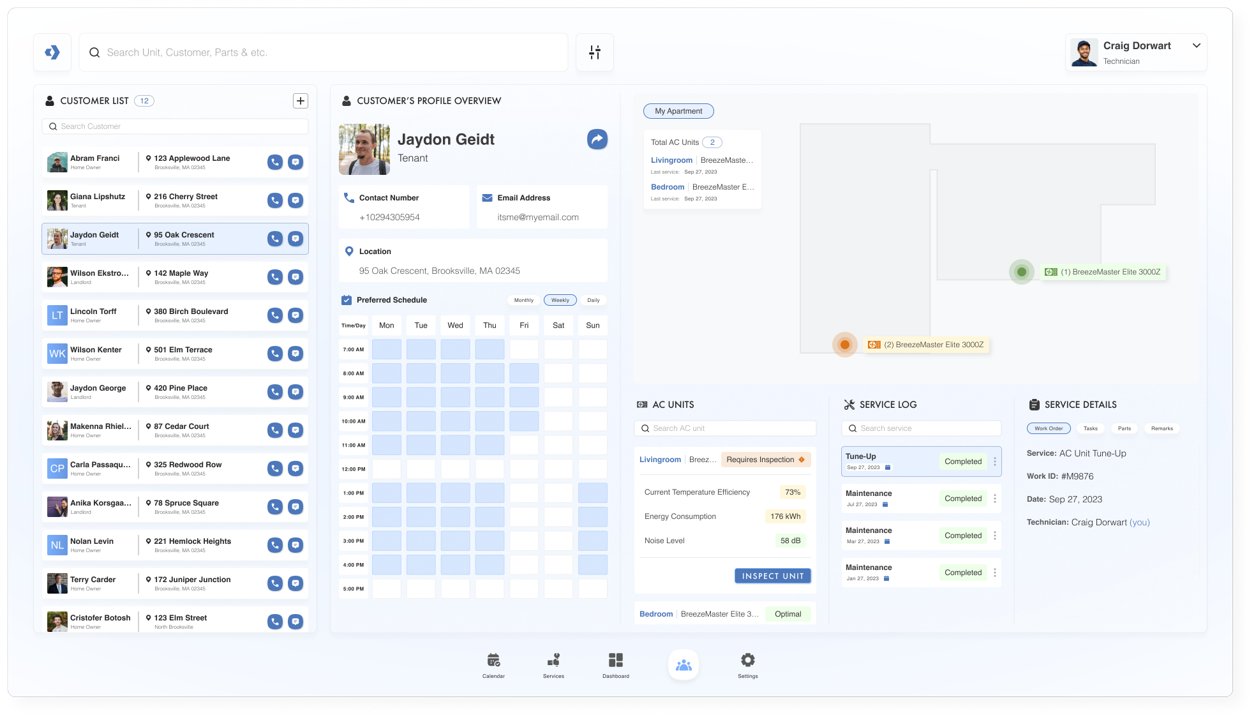 Search Unit, Customer, Parts & etc.
Craig Dorwart
Technician
CUSTOMER LIST 12
Search Customer
Abram Franci
Home Owner
123 Applewood Lane
Brooksville, MA 02345
Giana Lipshutz
Tenant
216 Cherry Street
Brooksville, MA 02345
Jaydon Geidt
Tenant
95 Oak Crescent
Brooksville, MA 02345
Wilson Ekstro...
Landlord
142 Maple Way
Brooksville, MA 02345
LT
Lincoln Torff
Home Owner
380 Birch Boulevard
Brooksville, MA 02345
WK
Wilson Kenter
Home Owner
501 Elm Terrace
Brooksville, MA 02345
Jaydon George
Landlord
420 Pine Place
Brooksville, MA 02345
Makenna Rhiel...
Home Owner
87 Cedar Court
Brooksville, MA 02345
CP
Carla Passaqu...
Home Owner
325 Redwood Row
Brooksville, MA 02345
Anika Korsgaa...
Landlord
78 Spruce Square
Brooksville, MA 02345
NL
Nolan Levin
Home Owner
221 Hemlock Heights
Brooksville, MA 02345
Terry Carder
Home Owner
172 Juniper Junction
Brooksville, MA 02345
Cristofer Botosh
Home Owner
123 Elm Street
North Brooksville
CUSTOMER'S PROFILE OVERVIEW
Jaydon Geidt
Tenant
Contact Number
+10294305954
Email Address
itsme@myemail.com
Location
95 Oak Crescent, Brooksville, MA 02345
Preferred Schedule
Monthly Weekly Daily
Time/Day Mon Tue Wed Thu Fri Sat Sun
7:00 AM
8:00 AM
9:00 AM
10:00 AM
11:00 AM
12:00 PM
1:00 PM
2:00 PM
3:00 PM
4:00 PM
5:00 PM
My Apartment
Total AC Units 2
Livingroom BreezeMaste...
Last service: Sep 27, 2023
Bedroom BreezeMaster E...
Last service: Sep 27, 2023
(1) BreezeMaster Elite 3000Z
(2) BreezeMaster Elite 3000Z
AC UNITS
Search AC unit
Livingroom Breez... Requires Inspection
Current Temperature Efficiency 73%
Energy Consumption 176 kWh
Noise Level 58 dB
INSPECT UNIT
Bedroom BreezeMaster Elite 3... Optimal
SERVICE LOG
Search service
Tune-Up
Sep 27, 2023
Completed
Maintenance
Jul 27, 2023
Completed
Maintenance
Mar 27, 2023
Completed
Maintenance
Jan 27, 2023
Completed
SERVICE DETAILS
Work Order Tasks Parts Remarks
Service: AC Unit Tune-Up
Work ID: #M9876
Date: Sep 27, 2023
Technician: Craig Dorwart (you)
Calendar
Services
Dashboard
Settings